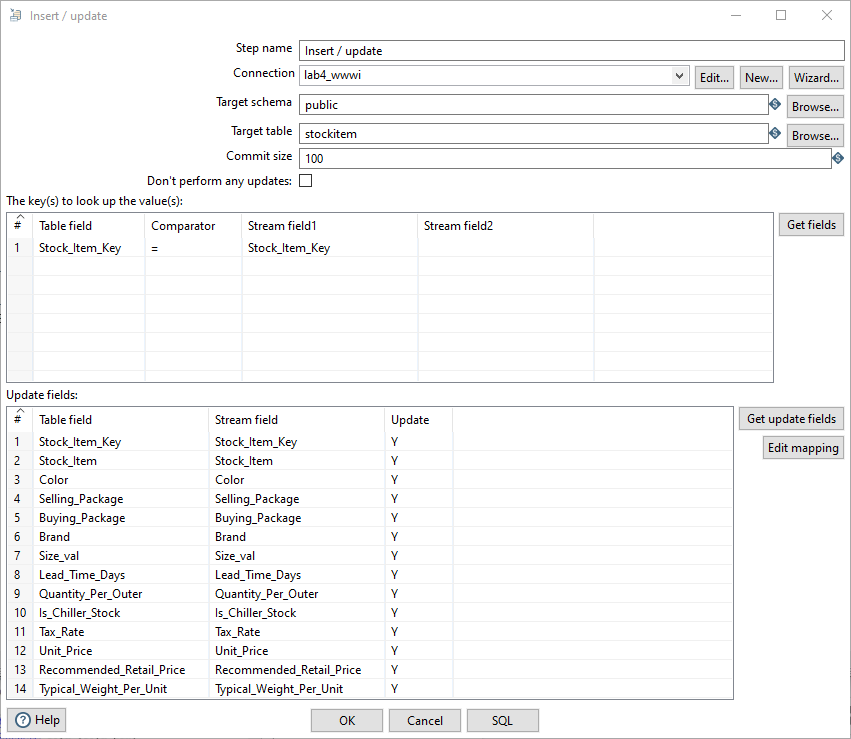 Insert / update
Step name Insert / update
Connection lab4_wwwi Edit... New... Wizard...
Target schema public Browse...
Target table stockitem Browse...
Commit size 100
Don't perform any updates:
The key(s) to look up the value(s):
# Table field Comparator Stream field1 Stream field2 Get fields
1 Stock_Item_Key = Stock_Item_Key
Update fields:
# Table field Stream field Update Get update fields
1 Stock_Item_Key Stock_Item_Key Y Edit mapping
2 Stock_Item Stock_Item Y
3 Color Color Y
4 Selling_Package Selling_Package Y
5 Buying_Package Buying_Package Y
6 Brand Brand Y
7 Size_val Size_val Y
8 Lead_Time_Days Lead_Time_Days Y
9 Quantity_Per_Outer Quantity_Per_Outer Y
10 Is_Chiller_Stock Is_Chiller_Stock Y
11 Tax_Rate Tax_Rate Y
12 Unit_Price Unit_Price Y
13 Recommended_Retail_Price Recommended_Retail_Price Y
14 Typical_Weight_Per_Unit Typical_Weight_Per_Unit Y
? Help OK Cancel SQL